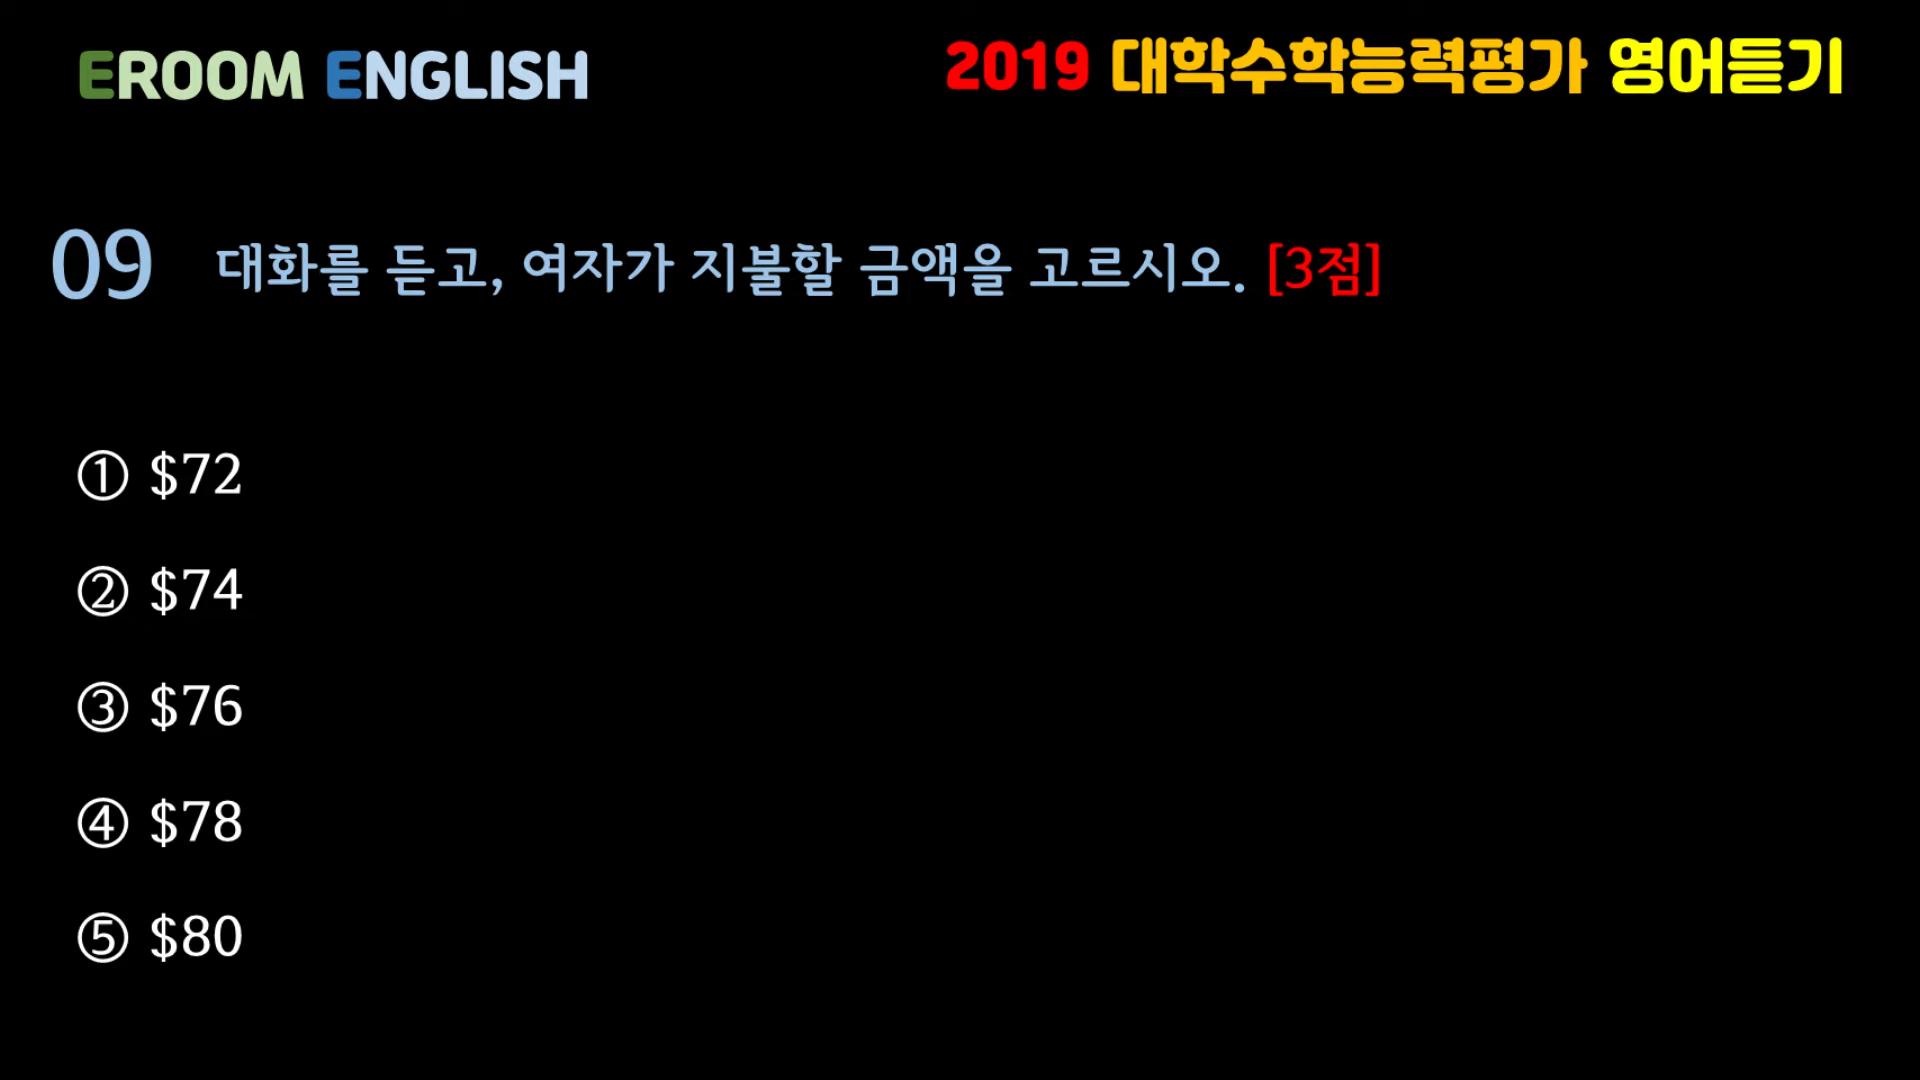 EROOM ENGLISH
2019 대학수학능력평가 영어듣기
09 대화를 듣고, 여자가 지불할 금액을 고르시오. [3점]
① $72
② $74
③ $76
④ $78
⑤ $80